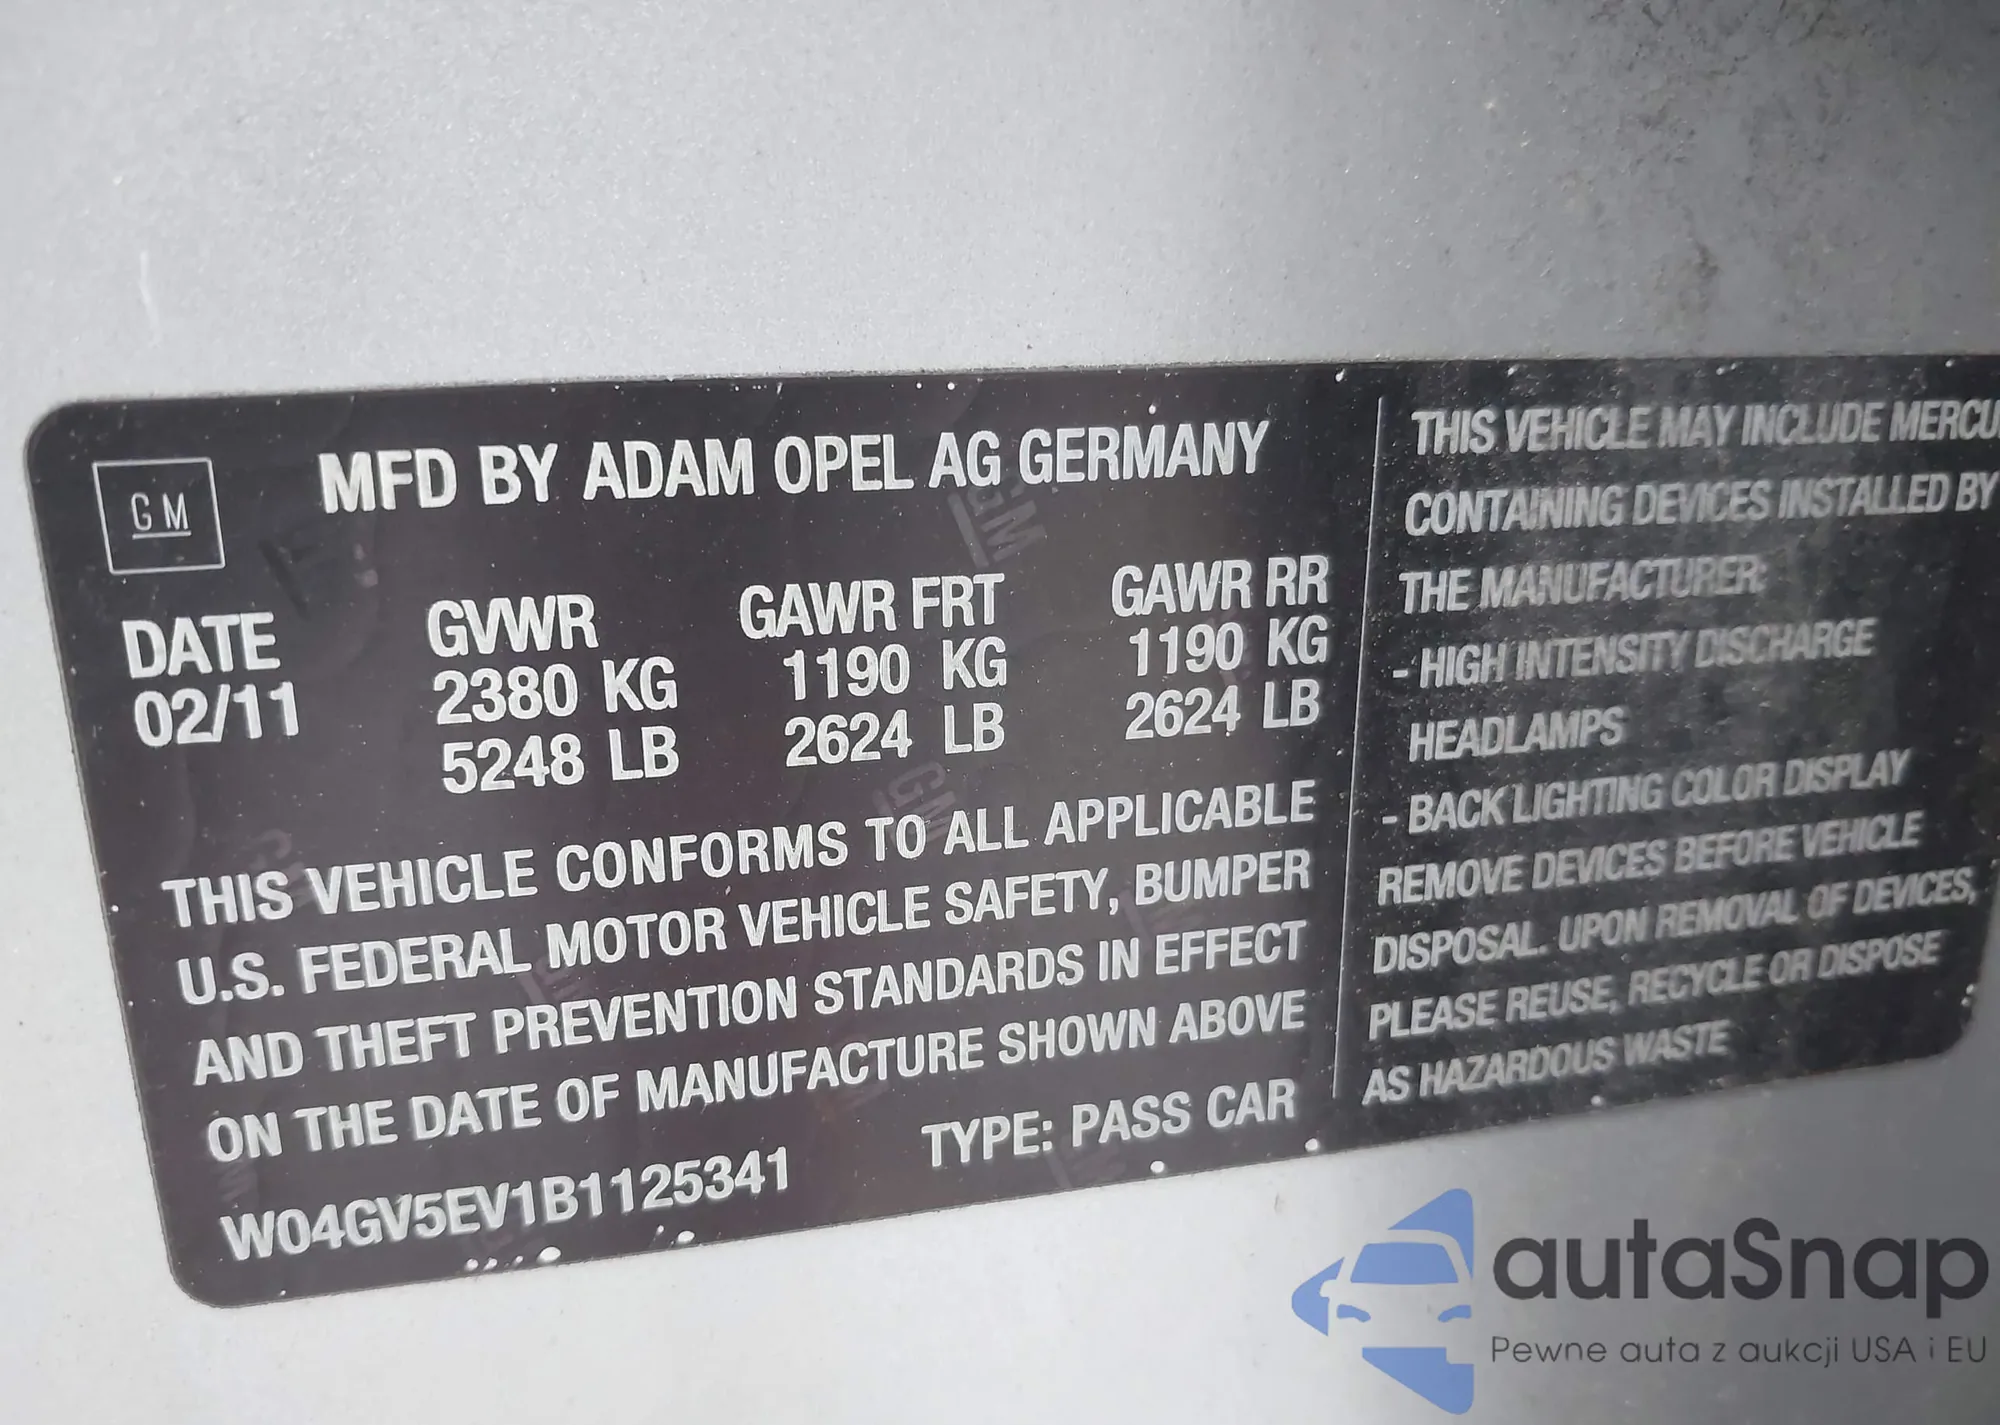 GM
MFD BY ADAM OPEL AG GERMANY
DATE GVWR GAWR FRT GAWR RR
02/11 2380 KG 1190 KG 1190 KG
5248 LB 2624 LB 2624 LB
THIS VEHICLE CONFORMS TO ALL APPLICABLE
U.S. FEDERAL MOTOR VEHICLE SAFETY, BUMPER
AND THEFT PREVENTION STANDARDS IN EFFECT
ON THE DATE OF MANUFACTURE SHOWN ABOVE
W04GV5EV1B1125341 TYPE: PASS CAR
THIS VEHICLE MAY INCLUDE MERCU
CONTAINING DEVICES INSTALLED BY
THE MANUFACTURER:
- HIGH INTENSITY DISCHARGE
HEADLAMPS
- BACK LIGHTING COLOR DISPLAY
REMOVE DEVICES BEFORE VEHICLE
DISPOSAL. UPON REMOVAL OF DEVICES,
PLEASE REUSE, RECYCLE OR DISPOSE
AS HAZARDOUS WASTE
autaSnap
Pewne auta z aukcji USA i EU